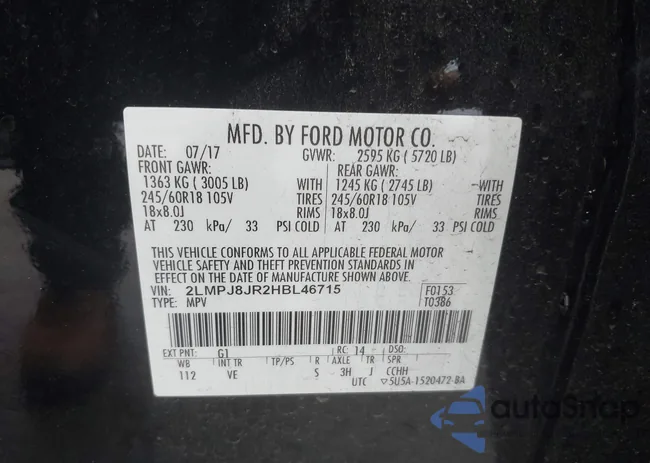 MFD. BY FORD MOTOR CO.
DATE: 07/17 GVWR: 2595 KG ( 5720 LB)
FRONT GAWR: REAR GAWR:
1363 KG ( 3005 LB) WITH 1245 KG ( 2745 LB) WITH
245/60R18 105V TIRES 245/60R18 105V TIRES
18x8.0J RIMS 18x8.0J RIMS
AT 230 kPa/ 33 PSI COLD AT 230 kPa/ 33 PSI COLD
THIS VEHICLE CONFORMS TO ALL APPLICABLE FEDERAL MOTOR
VEHICLE SAFETY AND THEFT PREVENTION STANDARDS IN
EFFECT ON THE DATE OF MANUFACTURE SHOWN ABOVE.
VIN: 2LMPJ8JR2HBL46715 F0153
TYPE: MPV T0386
EXT PNT: G1 RC: 14 DSO:
WB INT TR TP/PS R AXLE TR SPR
112 VE S 3H J CCHH
UTC ▽5U5A-1520472-BA
autoSnap